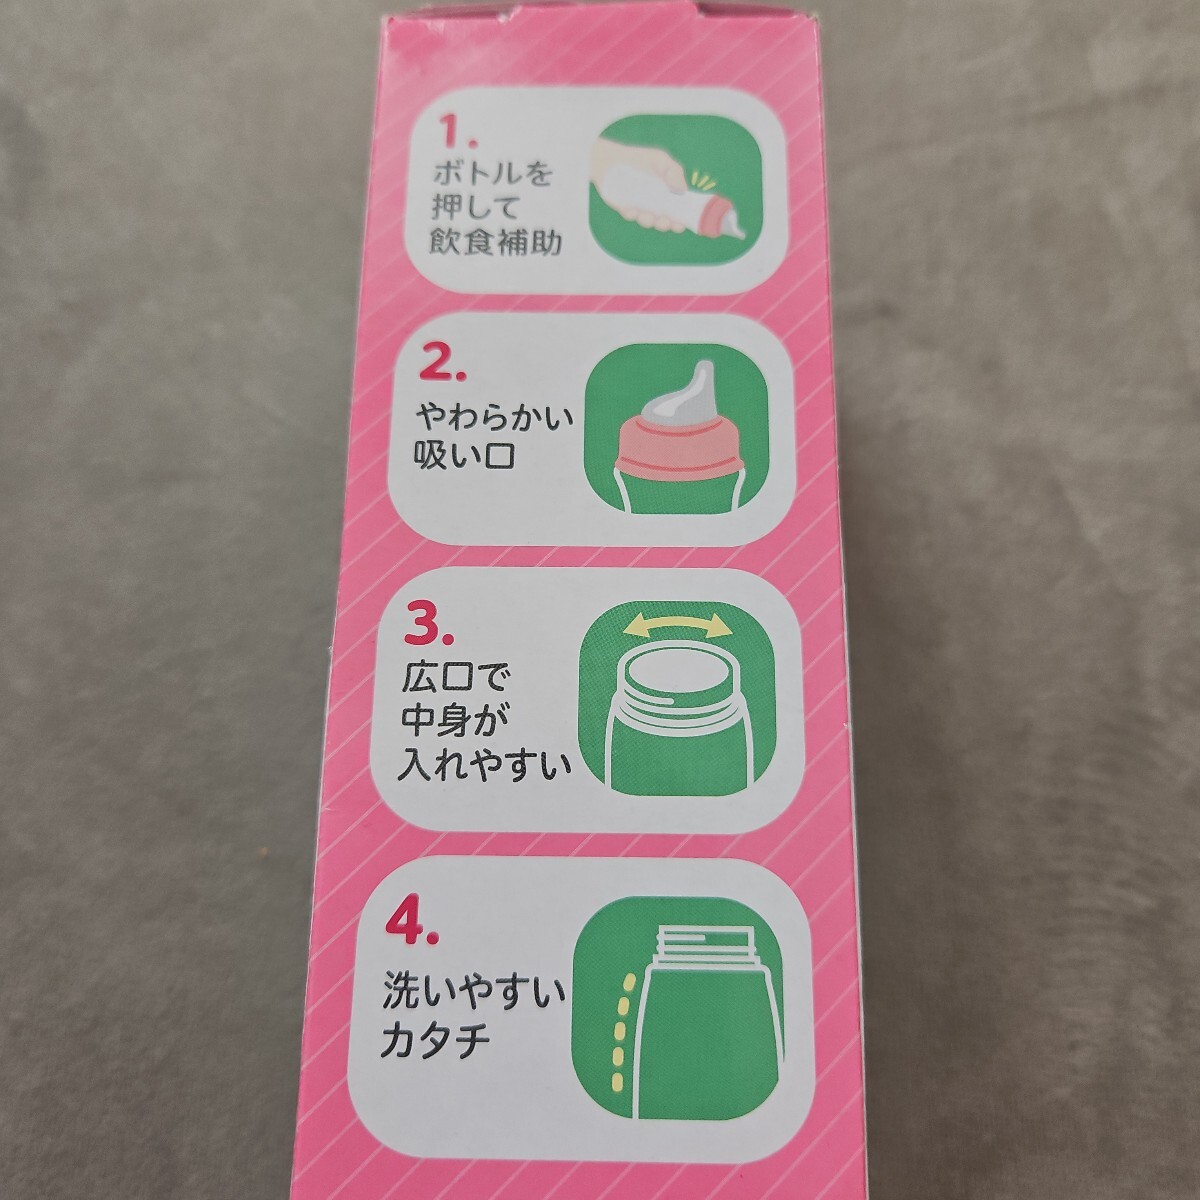 1.
ボトルを
押して
飲食補助
2.
やわらかい
吸い口
3.
広口で
中身が
入れやすい
4.
洗いやすい
カタチ